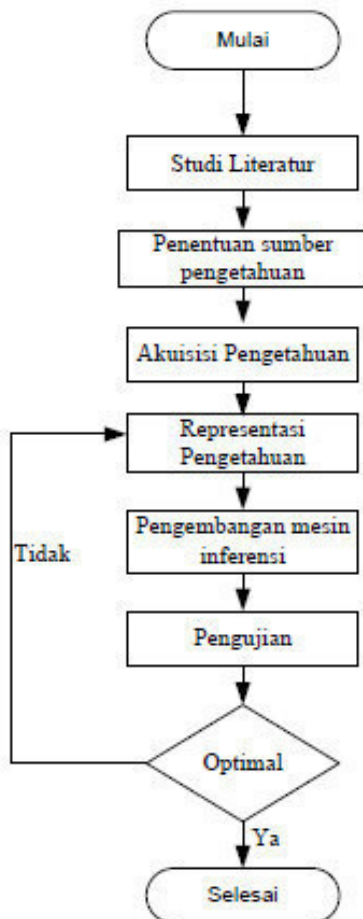 Mulai
Studi Literatur
Penentuan sumber
pengetahuan
Akuisisi Pengetahuan
Representasi
Pengetahuan
Pengembangan mesin
inferensi
Tidak
Pengujian
Optimal
Ya
Selesai